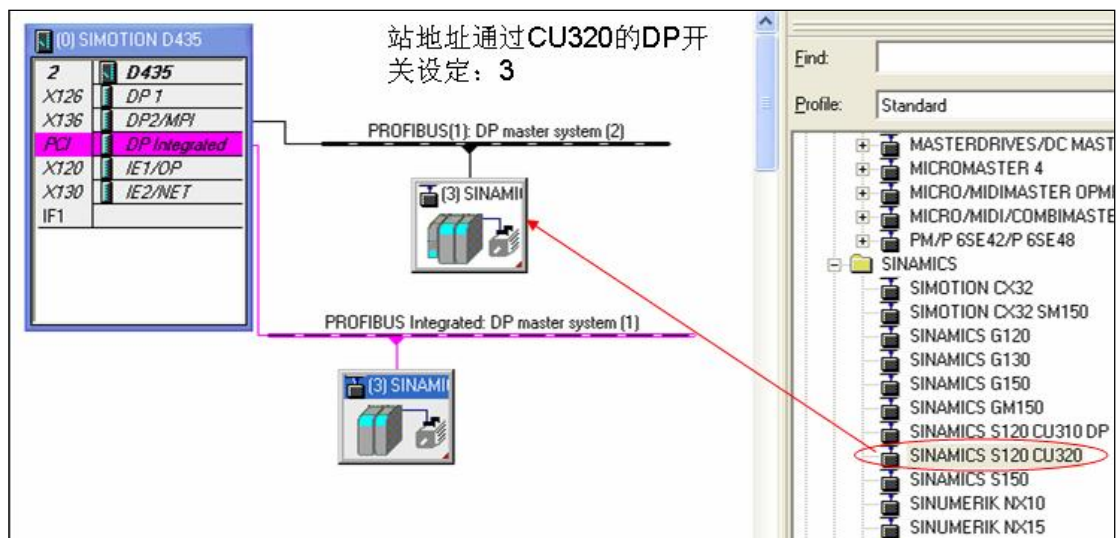 (0) SIMOTION D435
2 D435
X126 DP 1
X136 DP2/MPI
PCI DP Integrated
X120 IE1/OP
X130 IE2/NET
IF1
站地址通过CU320的DP开
关设定：3
PROFIBUS(1): DP master system (2)
(3) SINAMI
PROFIBUS Integrated: DP master system (1)
(3) SINAMI
Find:
Profile: Standard
MASTERDRIVES/DC MAST
MICROMASTER 4
MICRO/MIDIMASTER OPM
MICRO/MIDI/COMBIMASTE
PM/P 6SE42/P 6SE48
SINAMICS
SIMOTION CX32
SIMOTION CX32 SM150
SINAMICS G120
SINAMICS G130
SINAMICS G150
SINAMICS GM150
SINAMICS S120 CU310 DP
SINAMICS S120 CU320
SINAMICS S150
SINUMERIK NX10
SINUMERIK NX15